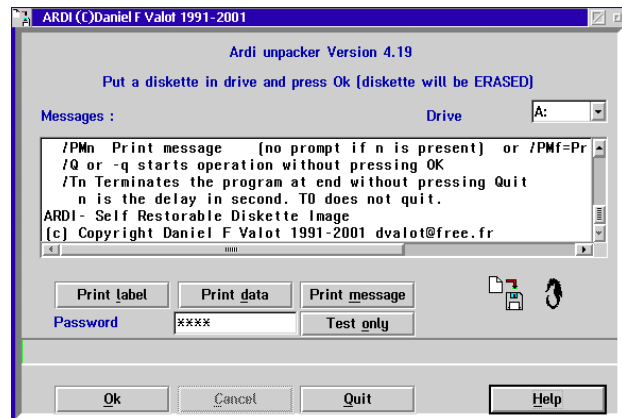 ARDI (C)Daniel F Valot 1991-2001
Ardi unpacker Version 4.19
Put a diskette in drive and press Ok (diskette will be ERASED)
Messages :
Drive
A:
/PMn Print message (no prompt if n is present) or /PMf=Pr
/Q or -q starts operation without pressing OK
/Tn Terminates the program at end without pressing Quit
n is the delay in second. T0 does not quit.
ARDI- Self Restorable Diskette Image
(c) Copyright Daniel F Valot 1991-2001 dvalot@free.fr
Print label
Print data
Print message
Password
****
Test only
Ok
Cancel
Quit
Help